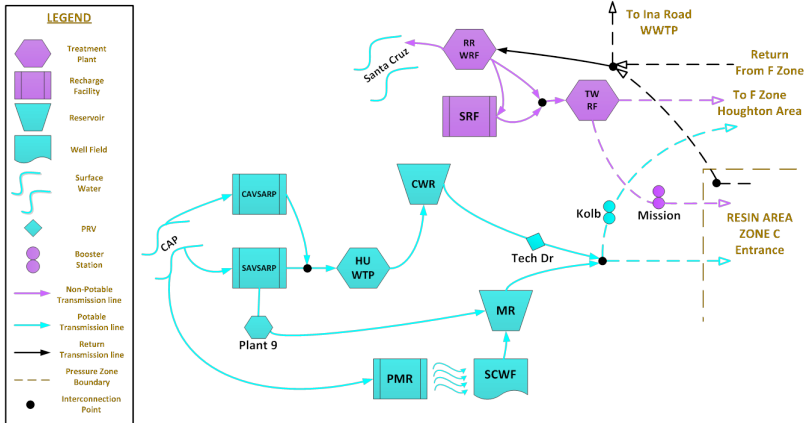 LEGEND
Treatment
Plant
Recharge
Facility
Reservoir
Well Field
Surface
Water
PRV
Booster
Station
Non-Potable
Transmission line
Potable
Transmission line
Return
Transmission line
Pressure Zone
Boundary
Interconnection
Point
To Ina Road
WWTP
Santa Cruz
RR
WRF
Return
From F Zone
SRF
TW
RF
To F Zone
Houghton Area
CAVSARP
CWR
Kolb
Mission
RESIN AREA
ZONE C
Entrance
CAP
SAVSARP
HU
WTP
Tech Dr
MR
Plant 9
PMR
SCWF